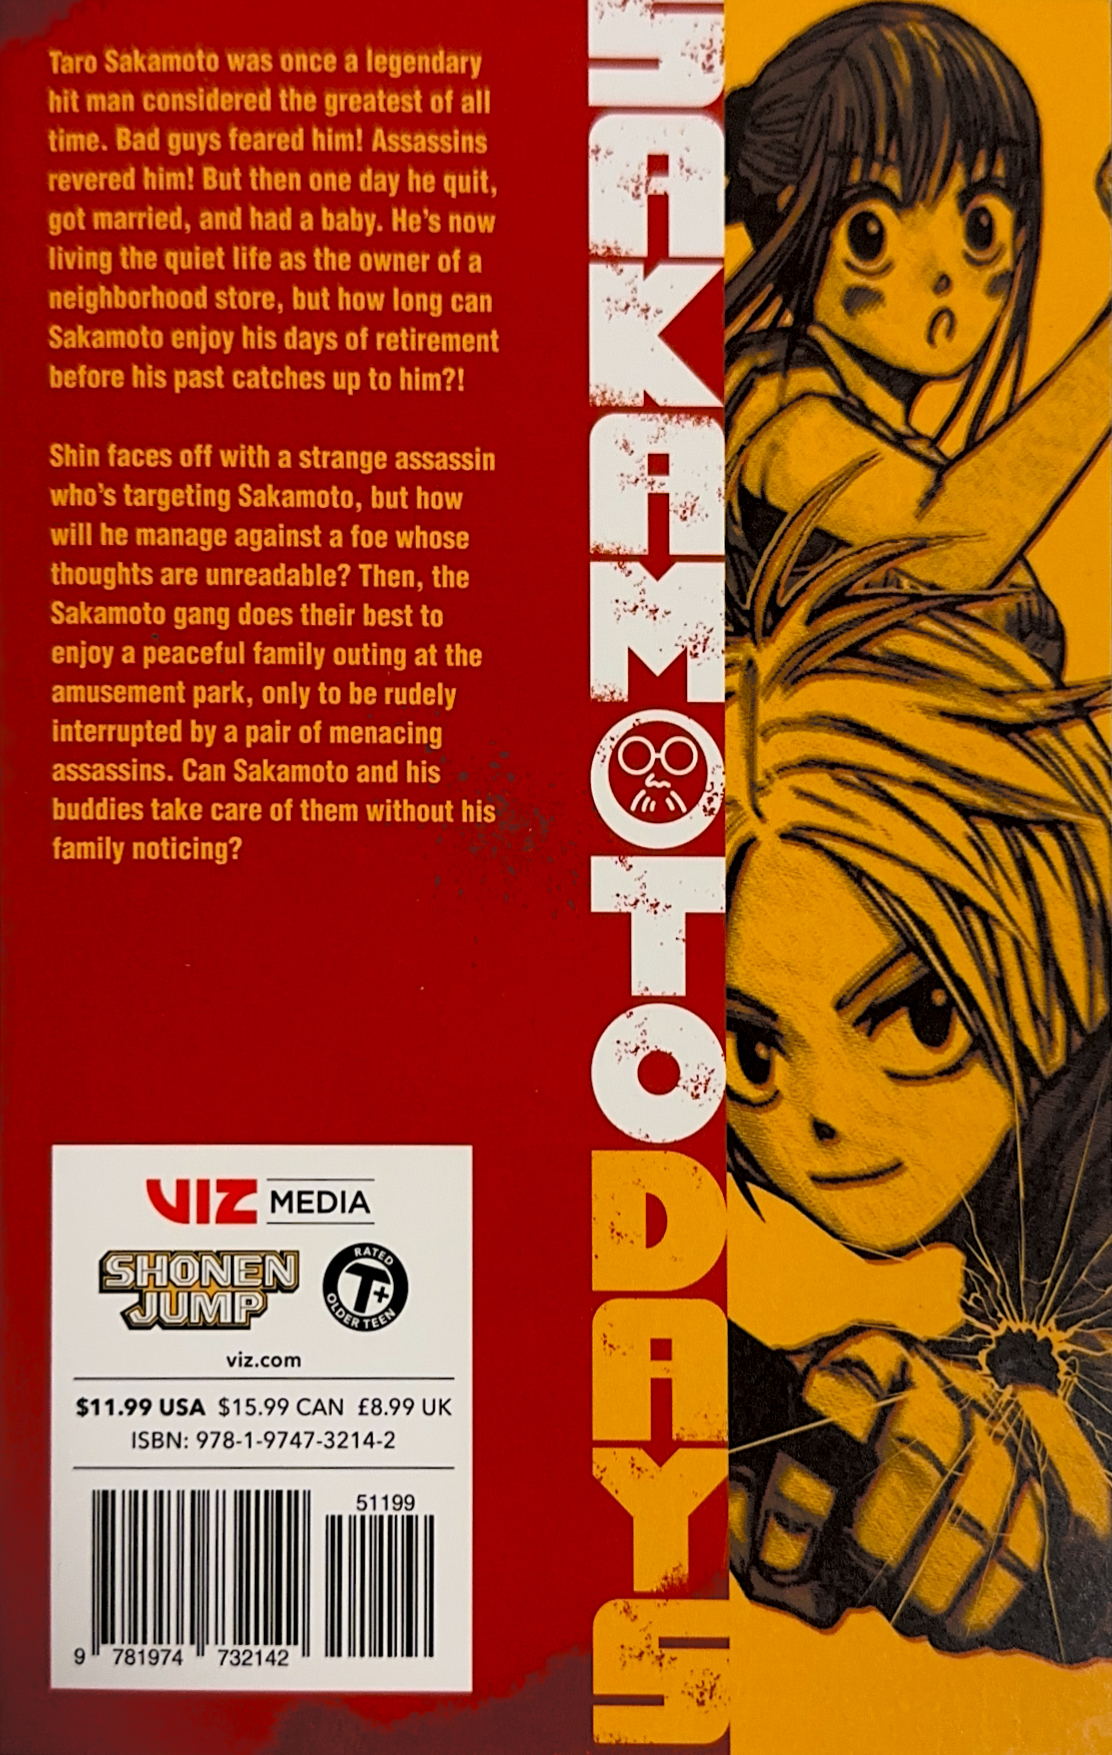 Taro Sakamoto was once a legendary
hit man considered the greatest of all
time. Bad guys feared him! Assassins
revered him! But then one day he quit,
got married, and had a baby. He's now
living the quiet life as the owner of a
neighborhood store, but how long can
Sakamoto enjoy his days of retirement
before his past catches up to him?!
Shin faces off with a strange assassin
who's targeting Sakamoto, but how
will he manage against a foe whose
thoughts are unreadable? Then, the
Sakamoto gang does their best to
enjoy a peaceful family outing at the
amusement park, only to be rudely
interrupted by a pair of menacing
assassins. Can Sakamoto and his
buddies take care of them without his
family noticing?
SAKAMOTO DAYS
VIZ MEDIA
SHONEN
JUMP
RATED
T+
OLDER TEEN
viz.com
$11.99 USA $15.99 CAN £8.99 UK
ISBN: 978-1-9747-3214-2
51199
9 781974 732142